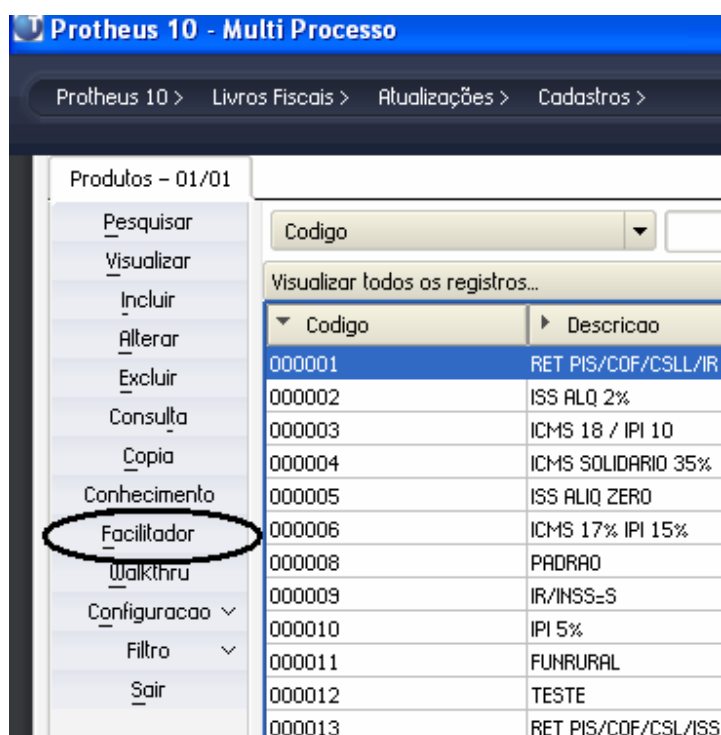 Protheus 10 - Multi Processo
Protheus 10 > Livros Fiscais > Atualizações > Cadastros >
Produtos – 01/01
Pesquisar
Visualizar
Incluir
Alterar
Excluir
Consulta
Copia
Conhecimento
Facilitador
Walkthru
Configuracao
Filtro
Sair
Codigo
Visualizar todos os registros...
Codigo Descricao
000001 RET PIS/COF/CSLL/IR
000002 ISS ALQ 2%
000003 ICMS 18 / IPI 10
000004 ICMS SOLIDARIO 35%
000005 ISS ALIQ ZERO
000006 ICMS 17% IPI 15%
000008 PADRAO
000009 IR/INSS=S
000010 IPI 5%
000011 FUNRURAL
000012 TESTE
000013 RET PIS/COF/CSL/ISS